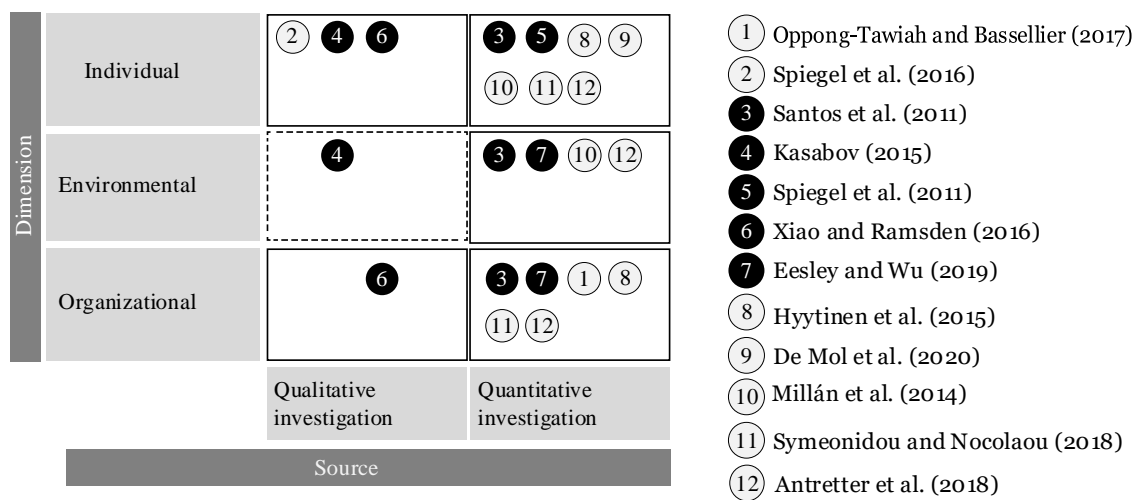 Dimension
Individual
2 4 6
3 5 8 9
10 11 12
Environmental
4
3 7 10 12
Organizational
6
3 7 1 8
11 12
Qualitative
investigation
Quantitative
investigation
Source
1 Oppong-Tawiah and Bassellier (2017)
2 Spiegel et al. (2016)
3 Santos et al. (2011)
4 Kasabov (2015)
5 Spiegel et al. (2011)
6 Xiao and Ramsden (2016)
7 Eesley and Wu (2019)
8 Hyytinen et al. (2015)
9 De Mol et al. (2020)
10 Millán et al. (2014)
11 Symeonidou and Nocolaou (2018)
12 Antretter et al. (2018)